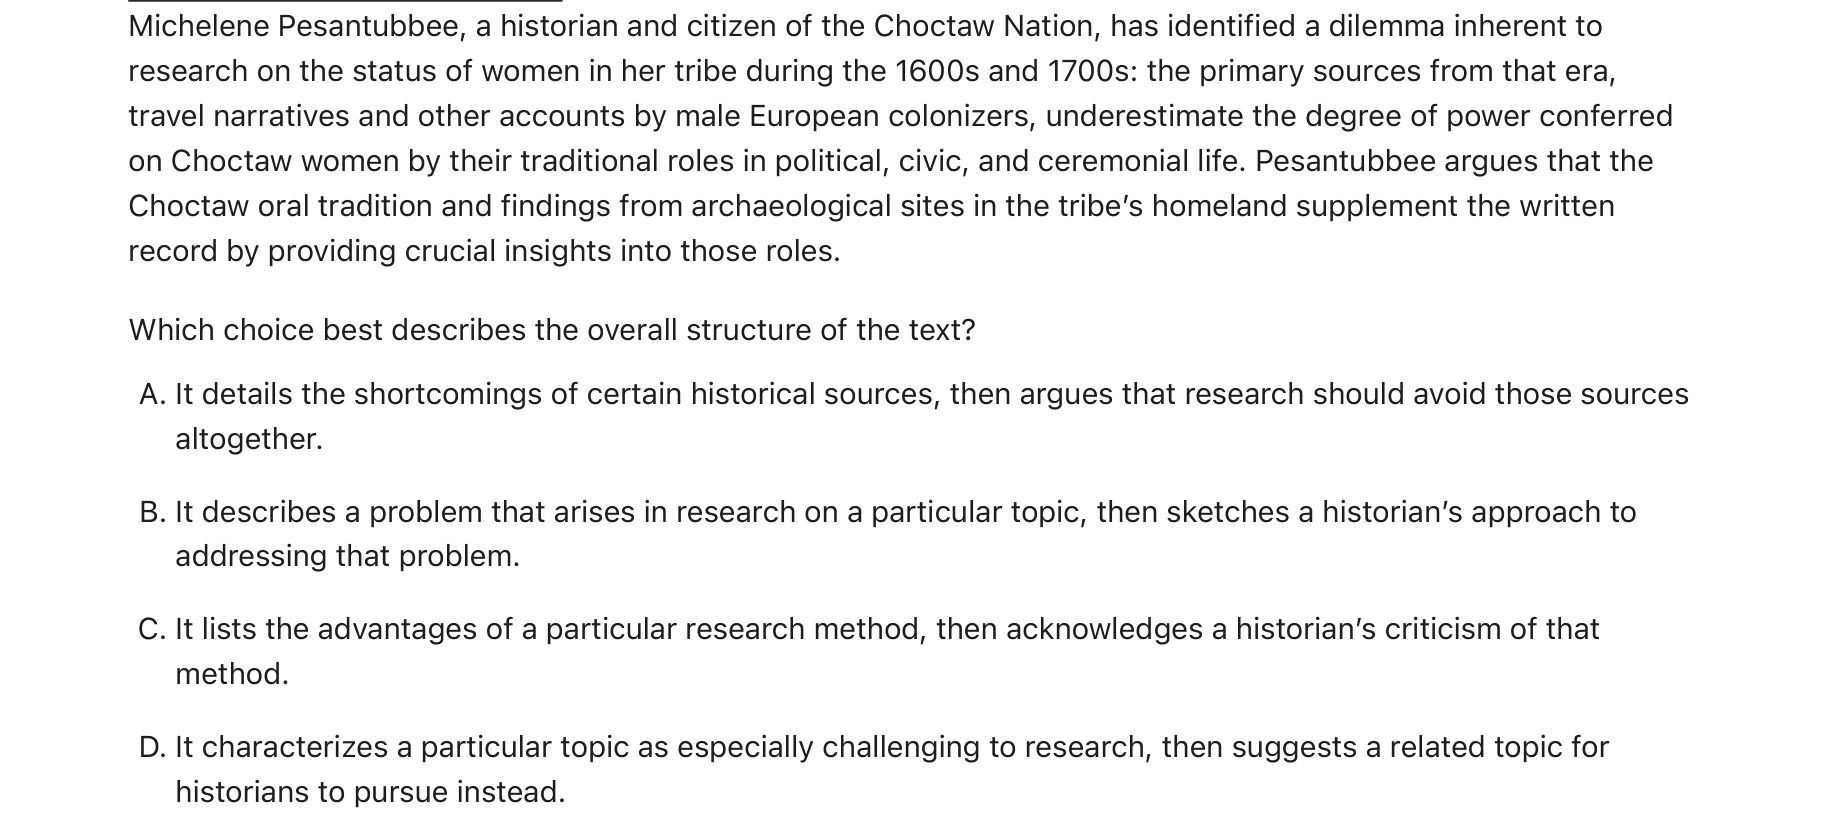 Michelene Pesantubbee, a historian and citizen of the Choctaw Nation, has identified a dilemma inherent to
research on the status of women in her tribe during the 1600s and 1700s: the primary sources from that era,
travel narratives and other accounts by male European colonizers, underestimate the degree of power conferred
on Choctaw women by their traditional roles in political, civic, and ceremonial life. Pesantubbee argues that the
Choctaw oral tradition and findings from archaeological sites in the tribe’s homeland supplement the written
record by providing crucial insights into those roles.
Which choice best describes the overall structure of the text?
A. It details the shortcomings of certain historical sources, then argues that research should avoid those sources
altogether.
B. It describes a problem that arises in research on a particular topic, then sketches a historian’s approach to
addressing that problem.
C. It lists the advantages of a particular research method, then acknowledges a historian’s criticism of that
method.
D. It characterizes a particular topic as especially challenging to research, then suggests a related topic for
historians to pursue instead.